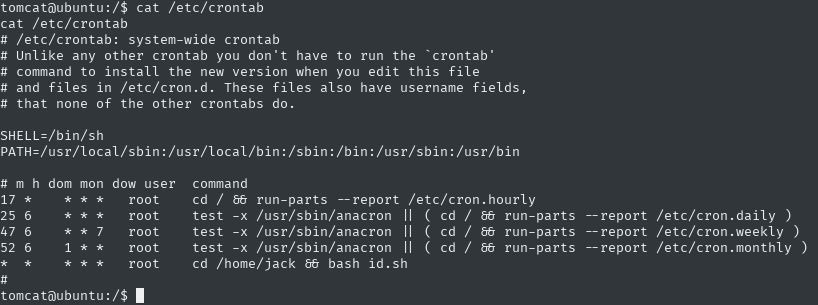 tomcat@ubuntu:/$ cat /etc/crontab
cat /etc/crontab
# /etc/crontab: system-wide crontab
# Unlike any other crontab you don't have to run the `crontab'
# command to install the new version when you edit this file
# and files in /etc/cron.d. These files also have username fields,
# that none of the other crontabs do.

SHELL=/bin/sh
PATH=/usr/local/sbin:/usr/local/bin:/sbin:/bin:/usr/sbin:/usr/bin

# m h dom mon dow user  command
17 *    * * *   root    cd / && run-parts --report /etc/cron.hourly
25 6    * * *   root    test -x /usr/sbin/anacron || ( cd / && run-parts --report /etc/cron.daily )
47 6    * * 7   root    test -x /usr/sbin/anacron || ( cd / && run-parts --report /etc/cron.weekly )
52 6    1 * *   root    test -x /usr/sbin/anacron || ( cd / && run-parts --report /etc/cron.monthly )
*  *    * * *   root    cd /home/jack && bash id.sh
#
tomcat@ubuntu:/$